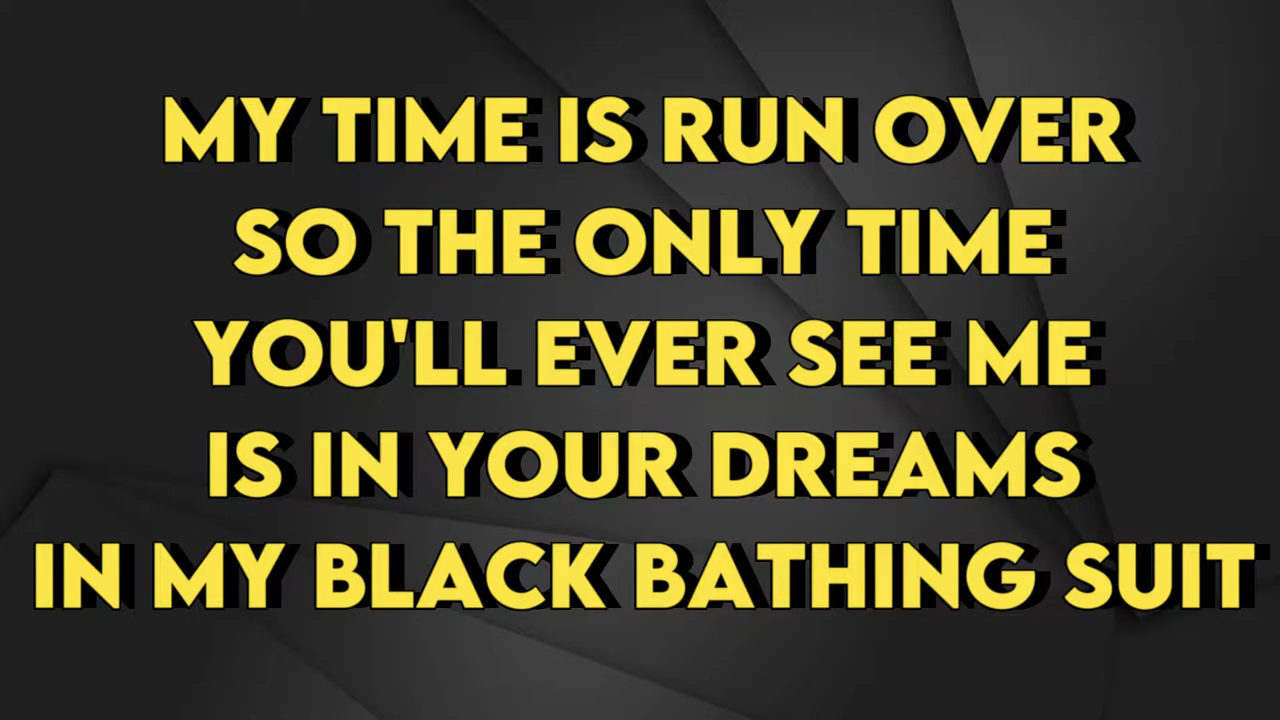 MY TIME IS RUN OVER
SO THE ONLY TIME
YOU'LL EVER SEE ME
IS IN YOUR DREAMS
IN MY BLACK BATHING SUIT